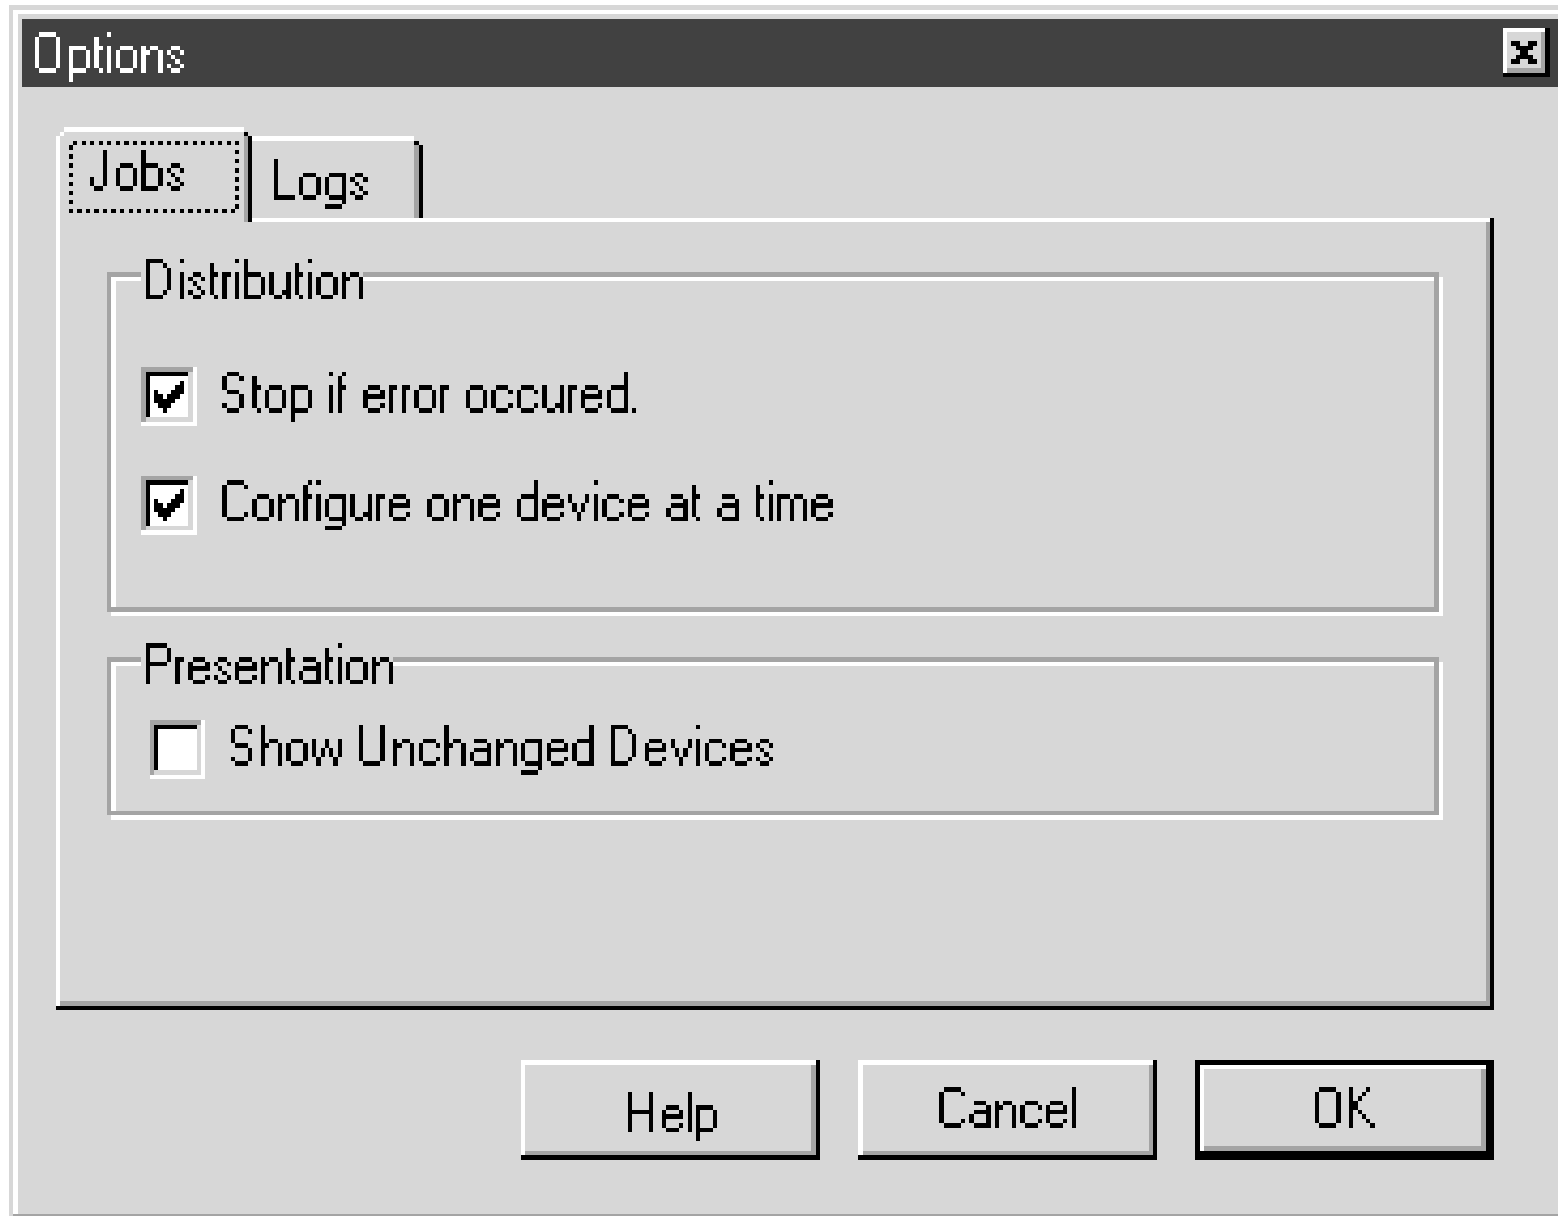 Options
Jobs
Logs
Distribution
Stop if error occured.
Configure one device at a time
Presentation
Show Unchanged Devices
Help
Cancel
OK